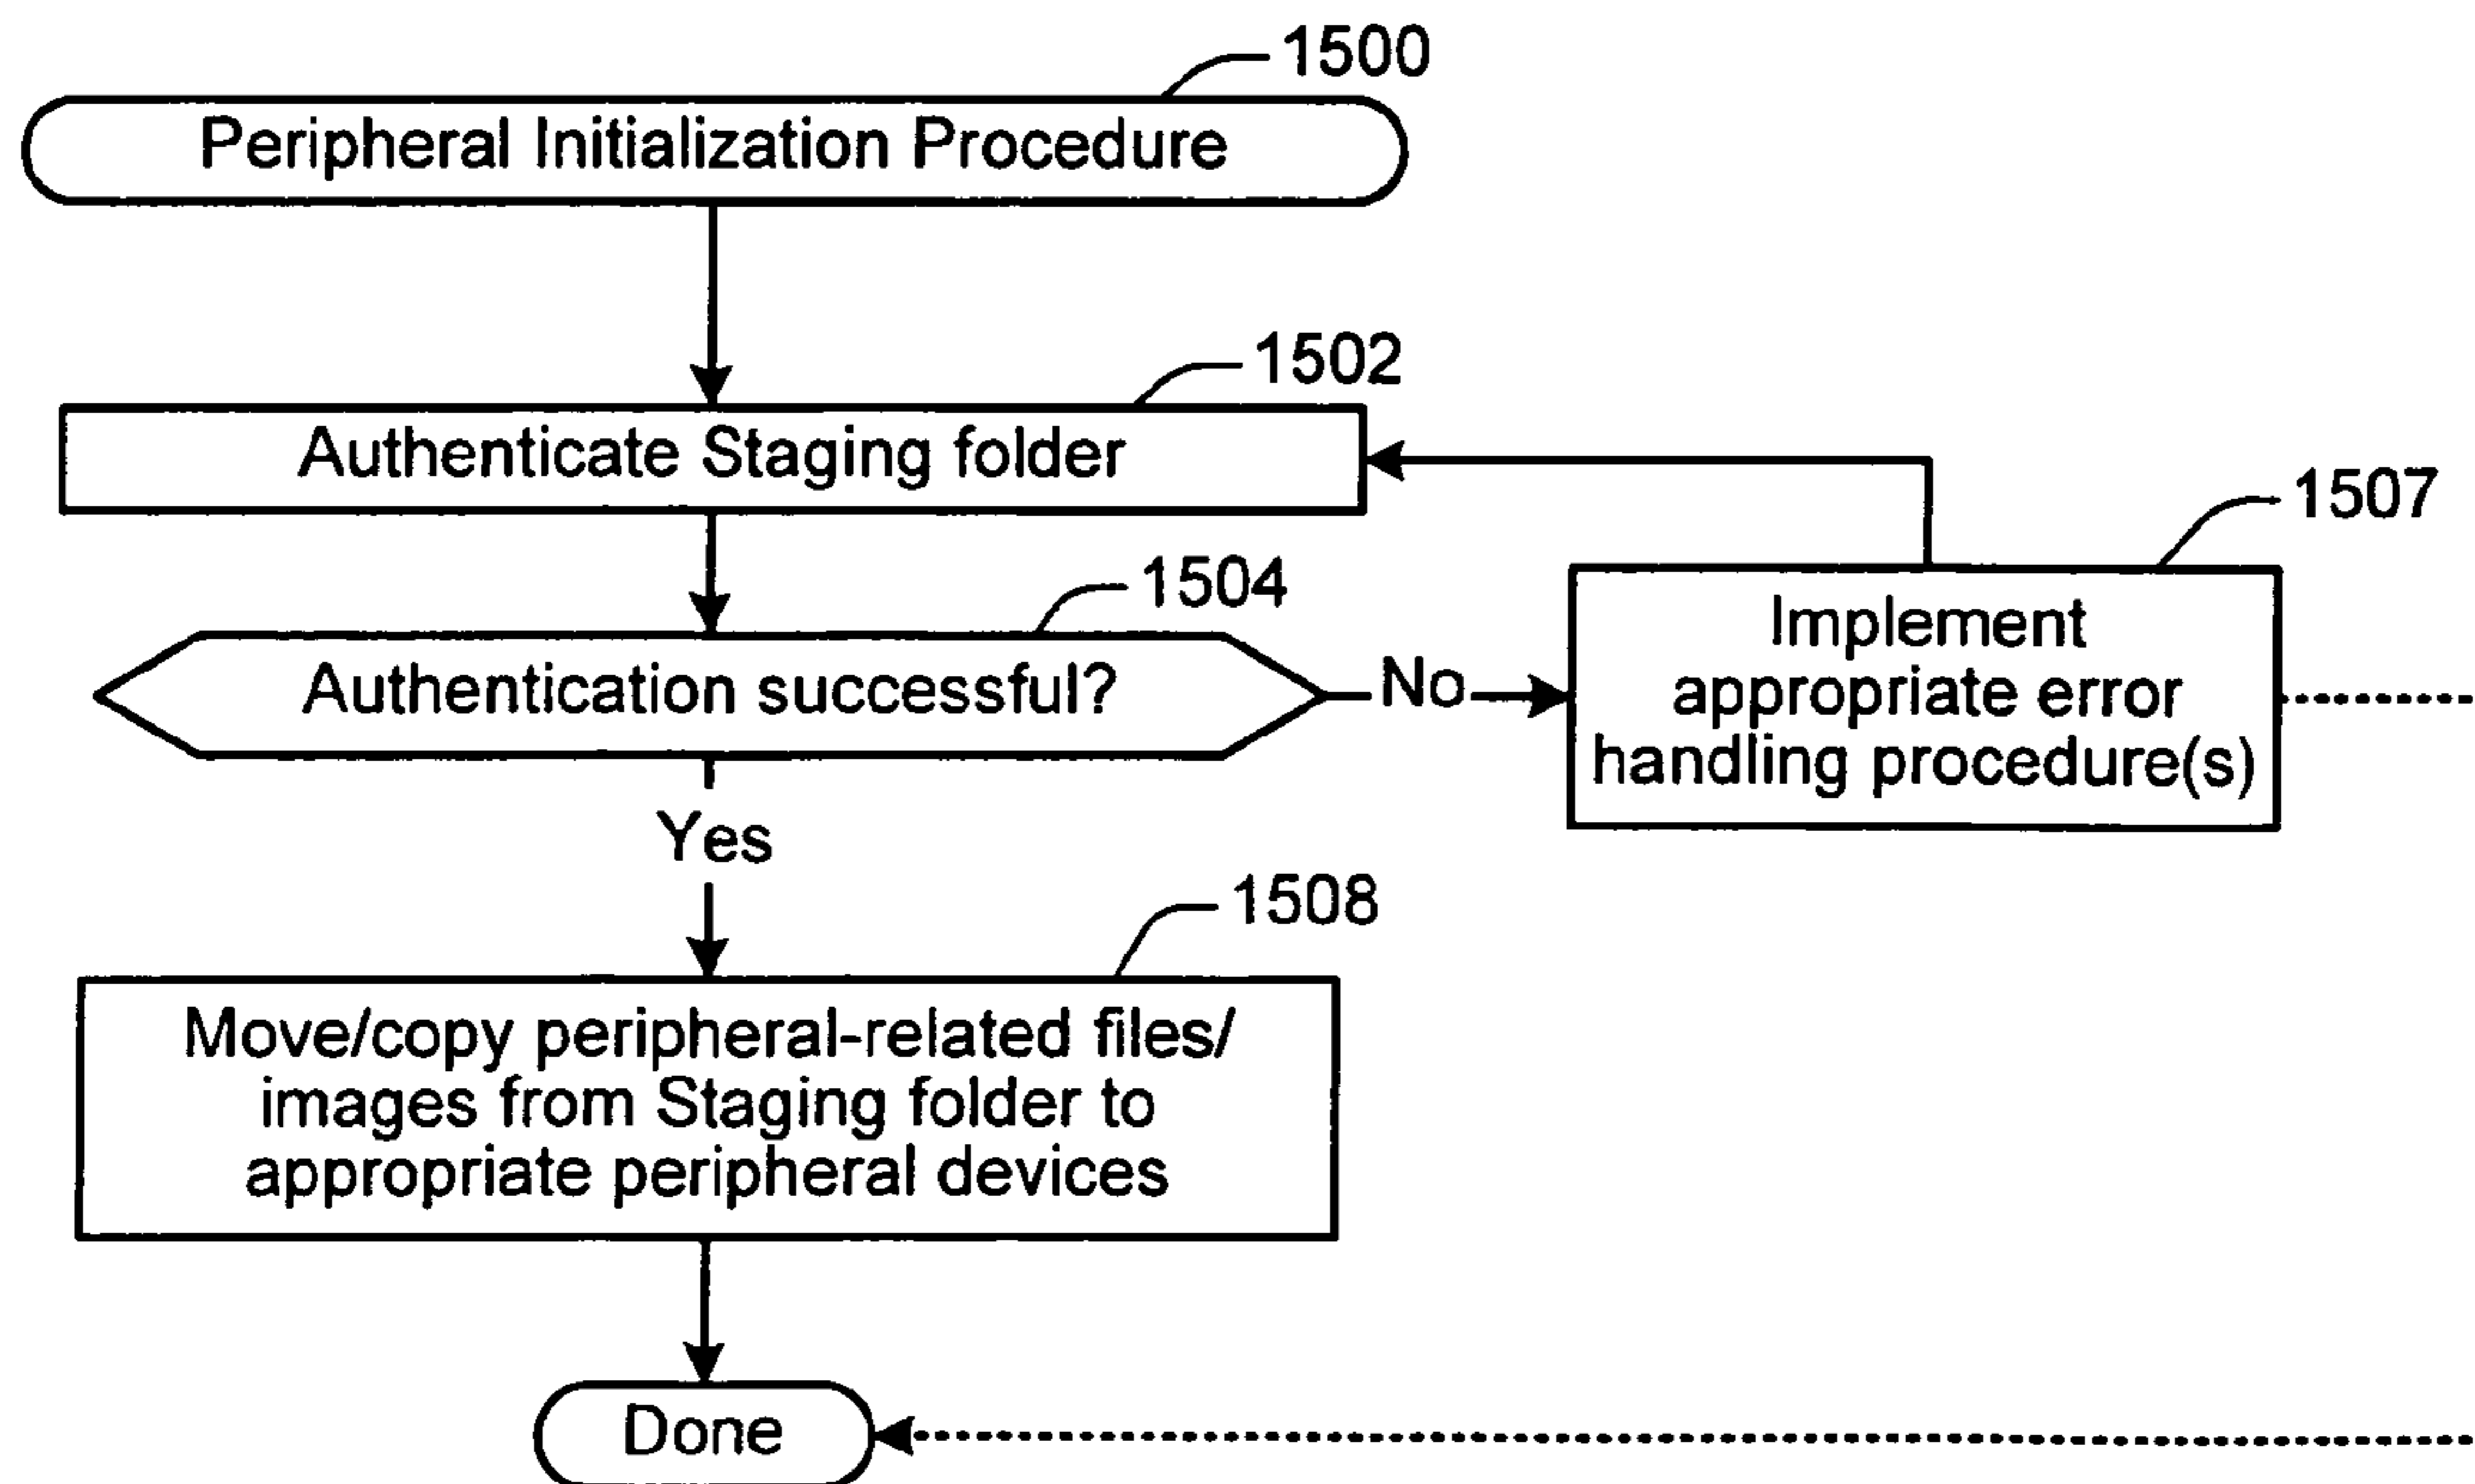 1500
Peripheral Initialization Procedure
1502
Authenticate Staging folder
1507
1504
Authentication successful?
No
Implement
appropriate error
handling procedure(s)
Yes
1508
Move/copy peripheral-related files/
images from Staging folder to
appropriate peripheral devices
Done